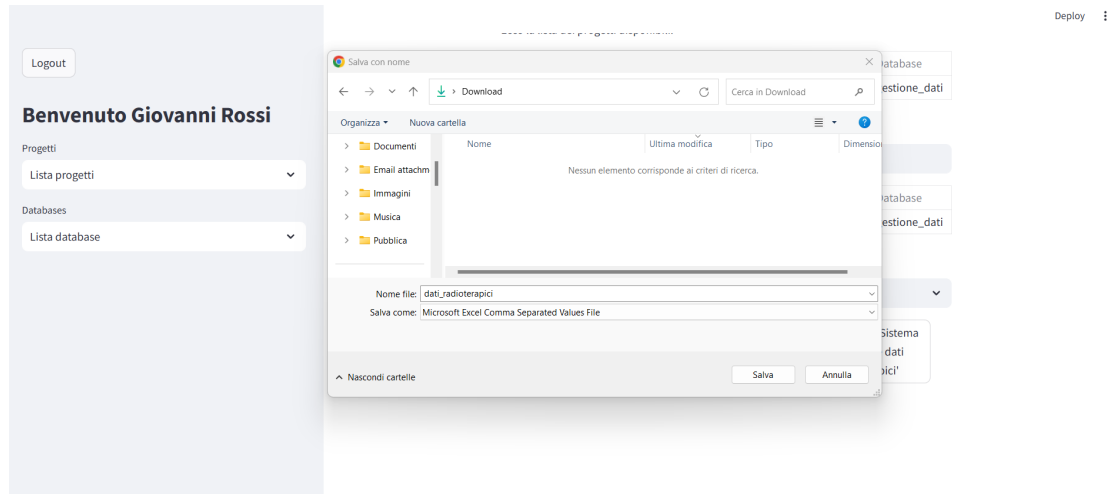 Deploy
Logout
Benvenuto Giovanni Rossi
Progetti
Lista progetti
Databases
Lista database
Salva con nome
Download
Cerca in Download
Organizza
Nuova cartella
Documenti
Email attachm
Immagini
Musica
Pubblica
Nome
Ultima modifica
Tipo
Dimensio
Nessun elemento corrisponde ai criteri di ricerca.
Nome file: dati_radioterapici
Salva come: Microsoft Excel Comma Separated Values File
Nascondi cartelle
Salva
Annulla
atabase
estione_dati
atabase
estione_dati
Sistema
dati
pici'